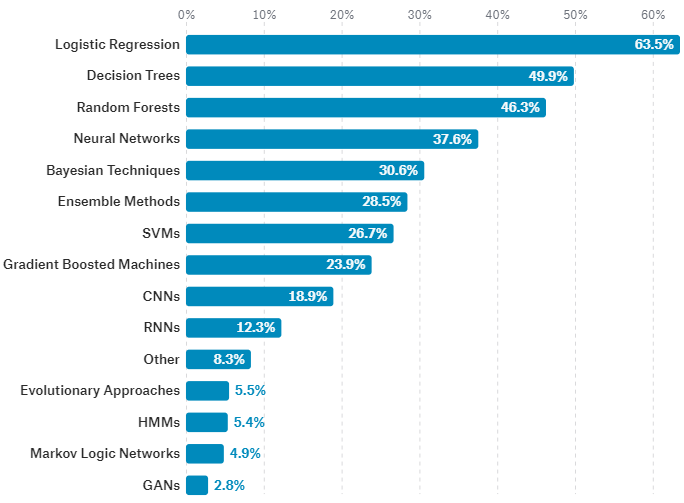 0% 10% 20% 30% 40% 50% 60%
Logistic Regression 63.5%
Decision Trees 49.9%
Random Forests 46.3%
Neural Networks 37.6%
Bayesian Techniques 30.6%
Ensemble Methods 28.5%
SVMs 26.7%
Gradient Boosted Machines 23.9%
CNNs 18.9%
RNNs 12.3%
Other 8.3%
Evolutionary Approaches 5.5%
HMMs 5.4%
Markov Logic Networks 4.9%
GANs 2.8%